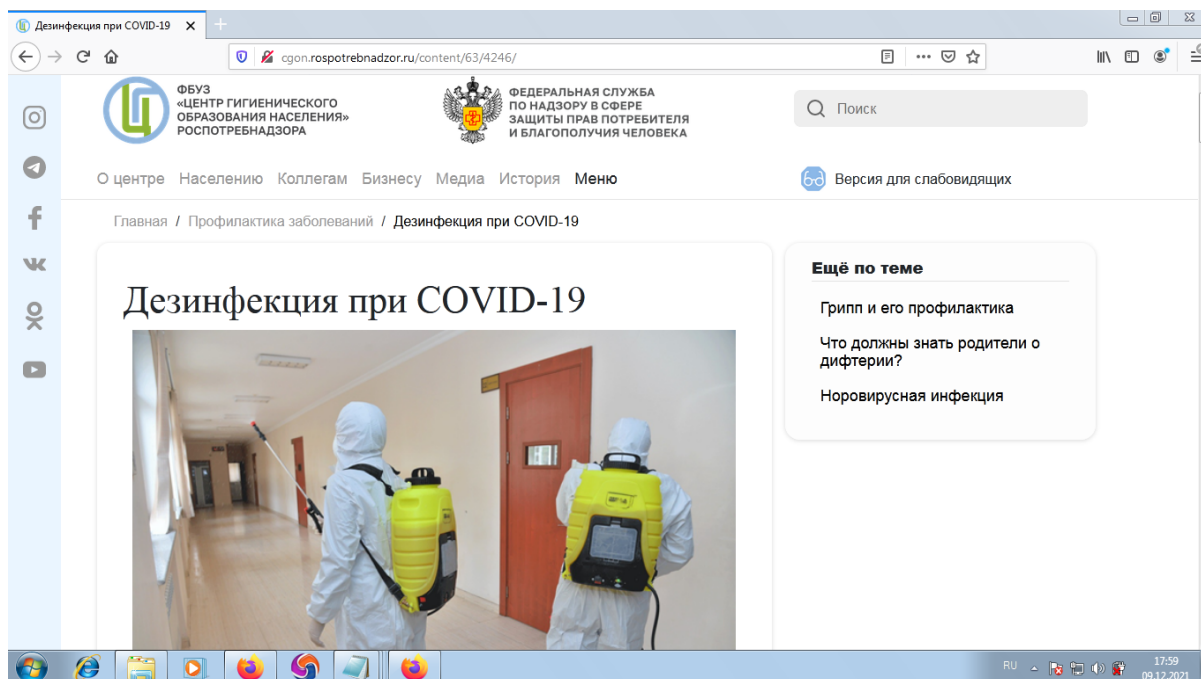 Дезинфекция при COVID-19
cgon.rospotrebnadzor.ru/content/63/4246/
ФБУЗ
«ЦЕНТР ГИГИЕНИЧЕСКОГО
ОБРАЗОВАНИЯ НАСЕЛЕНИЯ»
РОСПОТРЕБНАДЗОРА
ФЕДЕРАЛЬНАЯ СЛУЖБА
ПО НАДЗОРУ В СФЕРЕ
ЗАЩИТЫ ПРАВ ПОТРЕБИТЕЛЯ
И БЛАГОПОЛУЧИЯ ЧЕЛОВЕКА
Поиск
О центре Населению Коллегам Бизнесу Медиа История Меню
Версия для слабовидящих
Главная / Профилактика заболеваний / Дезинфекция при COVID-19
Дезинфекция при COVID-19
Ещё по теме
Грипп и его профилактика
Что должны знать родители о
дифтерии?
Норовирусная инфекция
RU
17:59
09.12.2021